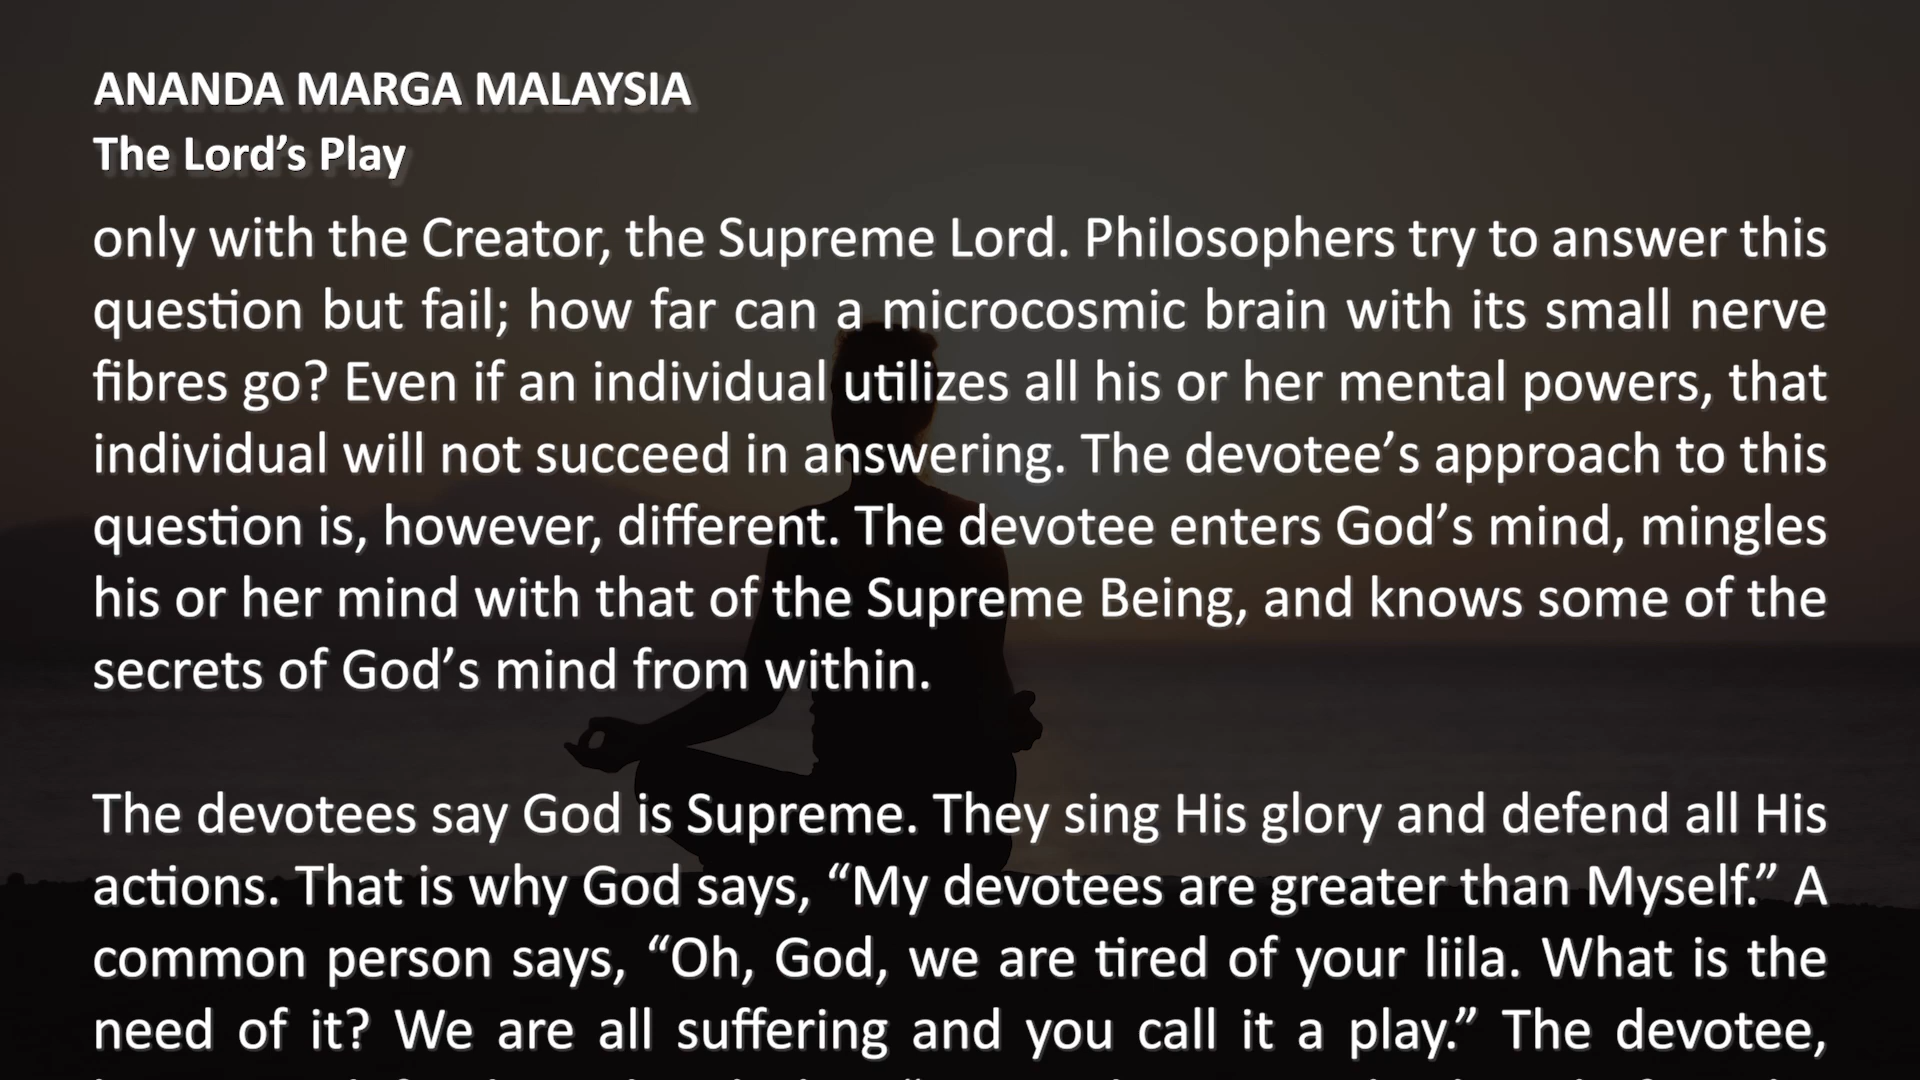 ANANDA MARGA MALAYSIA
The Lord’s Play
only with the Creator, the Supreme Lord. Philosophers try to answer this
question but fail; how far can a microcosmic brain with its small nerve
fibres go? Even if an individual utilizes all his or her mental powers, that
individual will not succeed in answering. The devotee’s approach to this
question is, however, different. The devotee enters God’s mind, mingles
his or her mind with that of the Supreme Being, and knows some of the
secrets of God’s mind from within.
The devotees say God is Supreme. They sing His glory and defend all His
actions. That is why God says, “My devotees are greater than Myself.” A
common person says, “Oh, God, we are tired of your liila. What is the
need of it? We are all suffering and you call it a play.” The devotee,